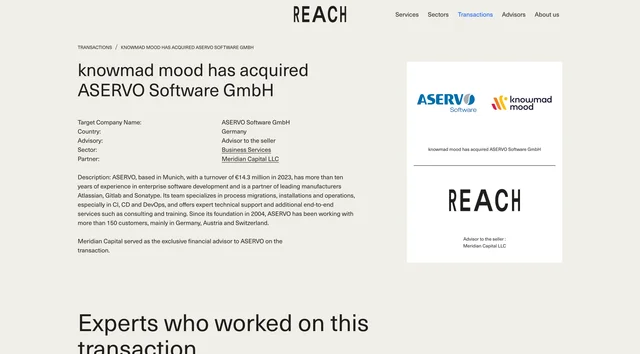 REACH
Services Sectors Transactions Advisors About us
TRANSACTIONS / KNOWMAD MOOD HAS ACQUIRED ASERVO SOFTWARE GMBH
knowmad mood has acquired
ASERVO Software GmbH
Target Company Name: ASERVO Software GmbH
Country: Germany
Advisory: Advisor to the seller
Sector: Business Services
Partner: Meridian Capital LLC
Description: ASERVO, based in Munich, with a turnover of €14.3 million in 2023, has more than ten
years of experience in enterprise software development and is a partner of leading manufacturers
Atlassian, Gitlab and Sonatype. Its team specializes in process migrations, installations and operations,
especially in CI, CD and DevOps, and offers expert technical support and additional end-to-end
services such as consulting and training. Since its foundation in 2004, ASERVO has been working with
more than 150 customers, mainly in Germany, Austria and Switzerland.
Meridian Capital served as the exclusive financial advisor to ASERVO on the
transaction.
ASERVO
Software
knowmad
mood
knowmad mood has acquired ASERVO Software GmbH
REACH
Advisor to the seller :
Meridian Capital LLC
Experts who worked on this
transaction